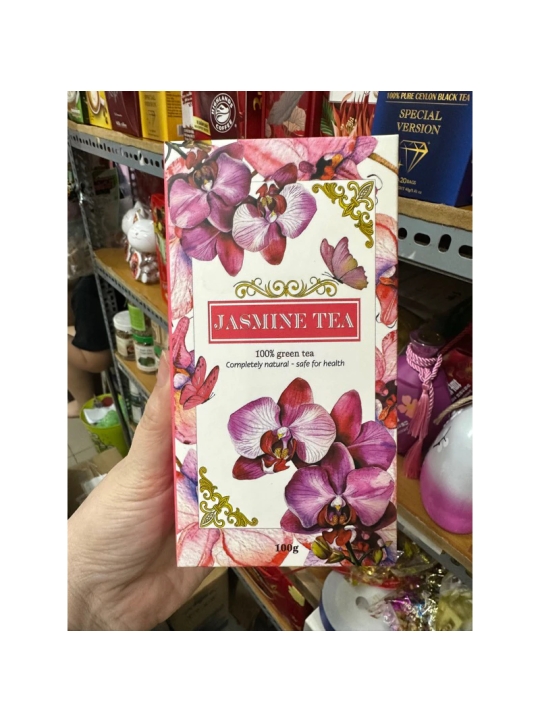 100% PURE CEYLON BLACK TEA
SPECIAL
VERSION
JASMINE TEA
100% green tea
Completely natural - safe for health
100g